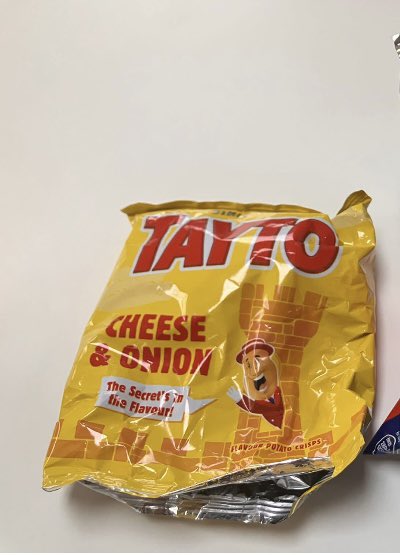 TAYTO
CHEESE
& ONION
The Secret's in
the Flavour!
FLAVOUR POTATO CRISPS